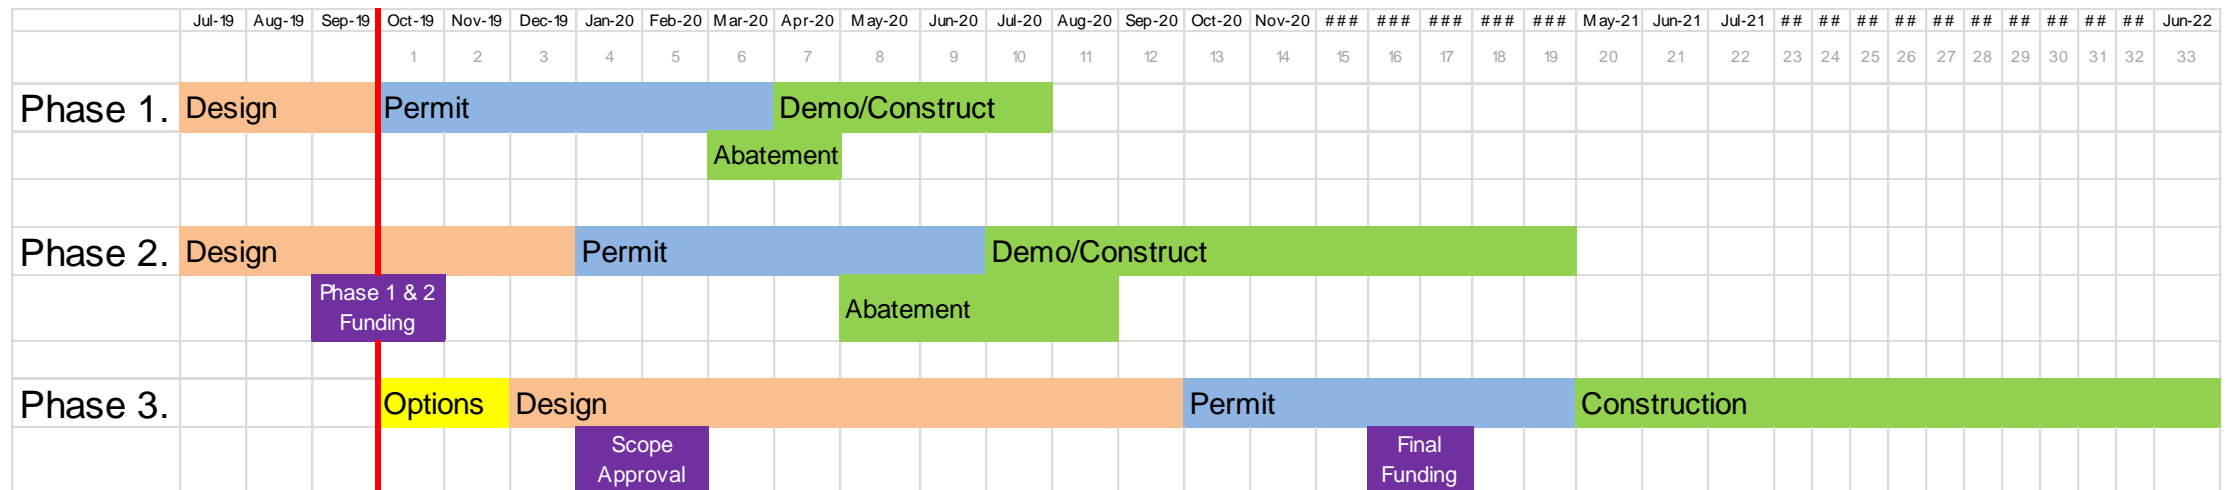 Jul-19 Aug-19 Sep-19 Oct-19 Nov-19 Dec-19 Jan-20 Feb-20 Mar-20 Apr-20 May-20 Jun-20 Jul-20 Aug-20 Sep-20 Oct-20 Nov-20 ### ### ### ### ### May-21 Jun-21 Jul-21 ## ## ## ## ## ## ## ## ## ## Jun-22
1 2 3 4 5 6 7 8 9 10 11 12 13 14 15 16 17 18 19 20 21 22 23 24 25 26 27 28 29 30 31 32 33
Phase 1. Design Permit Demo/Construct
Abatement
Phase 2. Design Permit Demo/Construct
Phase 1 & 2
Funding
Abatement
Phase 3. Options Design Permit Construction
Scope
Approval
Final
Funding